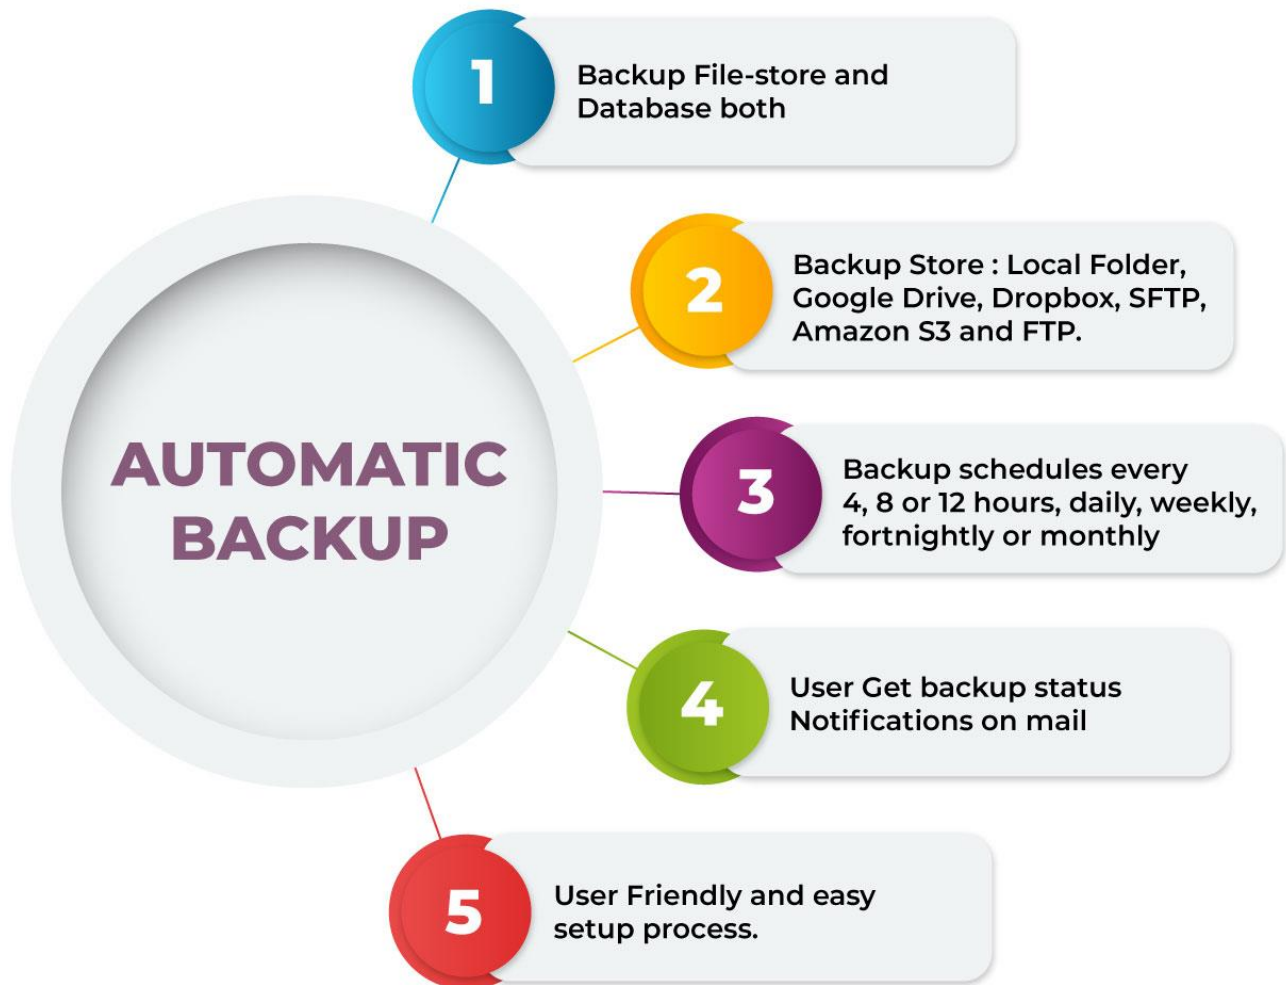 1
Backup File-store and
Database both
2
Backup Store : Local Folder,
Google Drive, Dropbox, SFTP,
Amazon S3 and FTP.
AUTOMATIC
BACKUP
3
Backup schedules every
4, 8 or 12 hours, daily, weekly,
fortnightly or monthly
4
User Get backup status
Notifications on mail
5
User Friendly and easy
setup process.